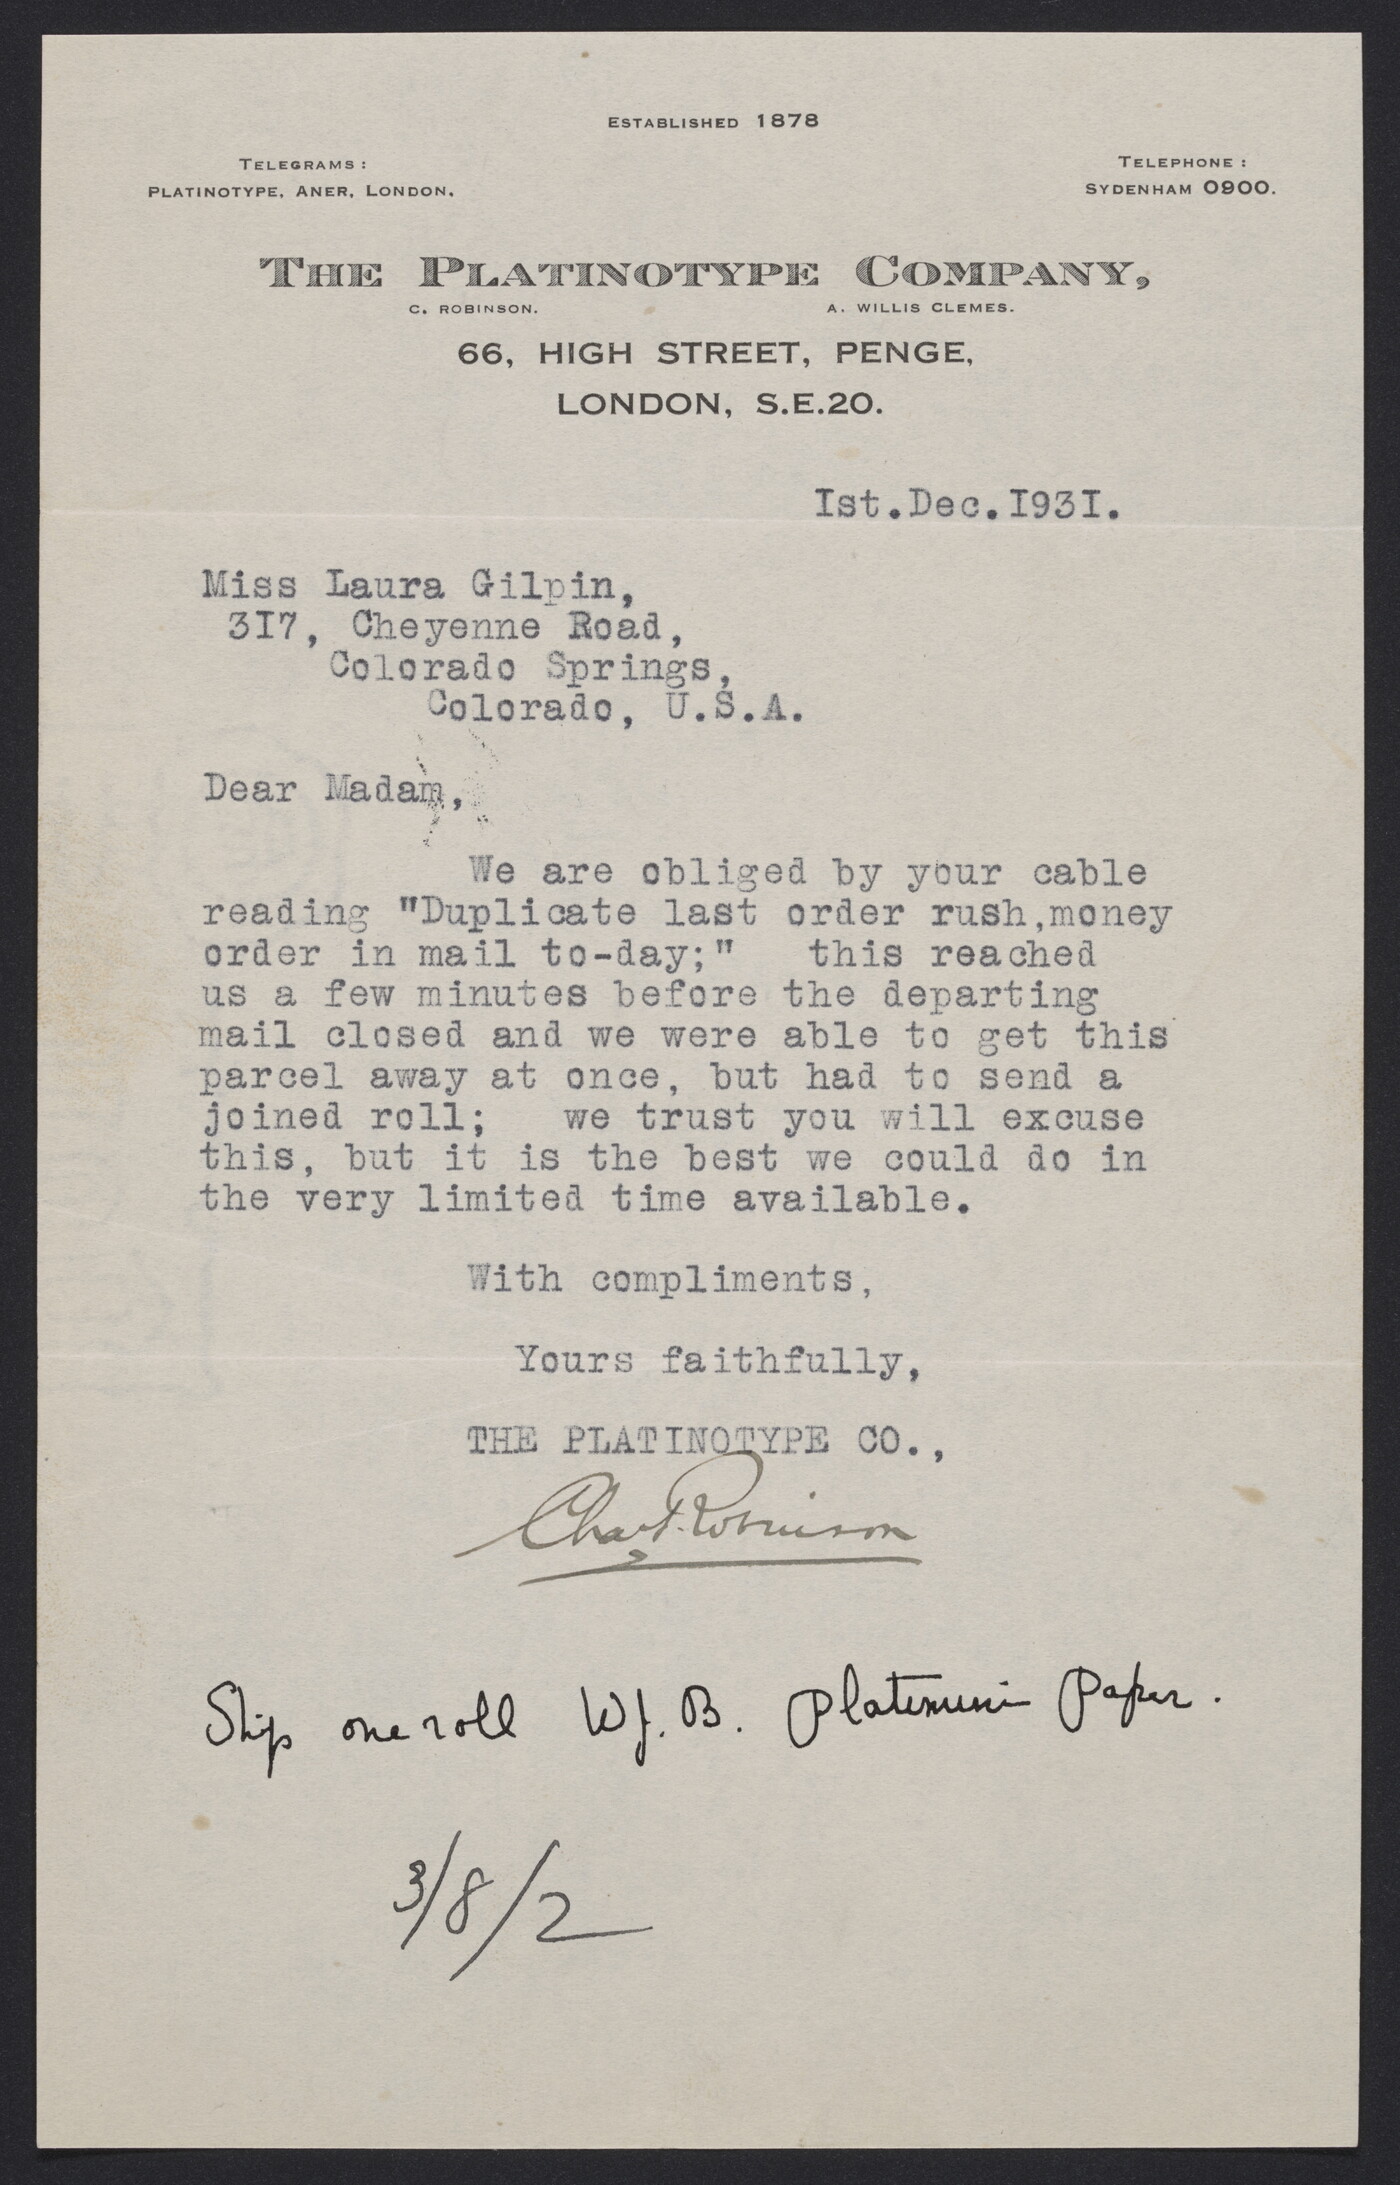 ESTABLISHED 1878
TELEGRAMS:
PLATINOTYPE, ANER, LONDON.
TELEPHONE:
SYDENHAM 0900.
THE PLATINOTYPE COMPANY,
C. ROBINSON. A. WILLIS CLEMES.
66, HIGH STREET, PENGE,
LONDON, S.E.20.
Ist.Dec.I93I.
Miss Laura Gilpin,
3I7, Cheyenne Road,
Colorado Springs,
Colorado, U.S.A.
Dear Madam,
We are obliged by your cable
reading "Duplicate last order rush,money
order in mail to-day;" this reached
us a few minutes before the departing
mail closed and we were able to get this
parcel away at once, but had to send a
joined roll; we trust you will excuse
this, but it is the best we could do in
the very limited time available.
With compliments,
Yours faithfully,
THE PLATINOTYPE CO.,
Chas. Robinson
Ship one roll W.J.B. Platinum Paper.
3/8/2